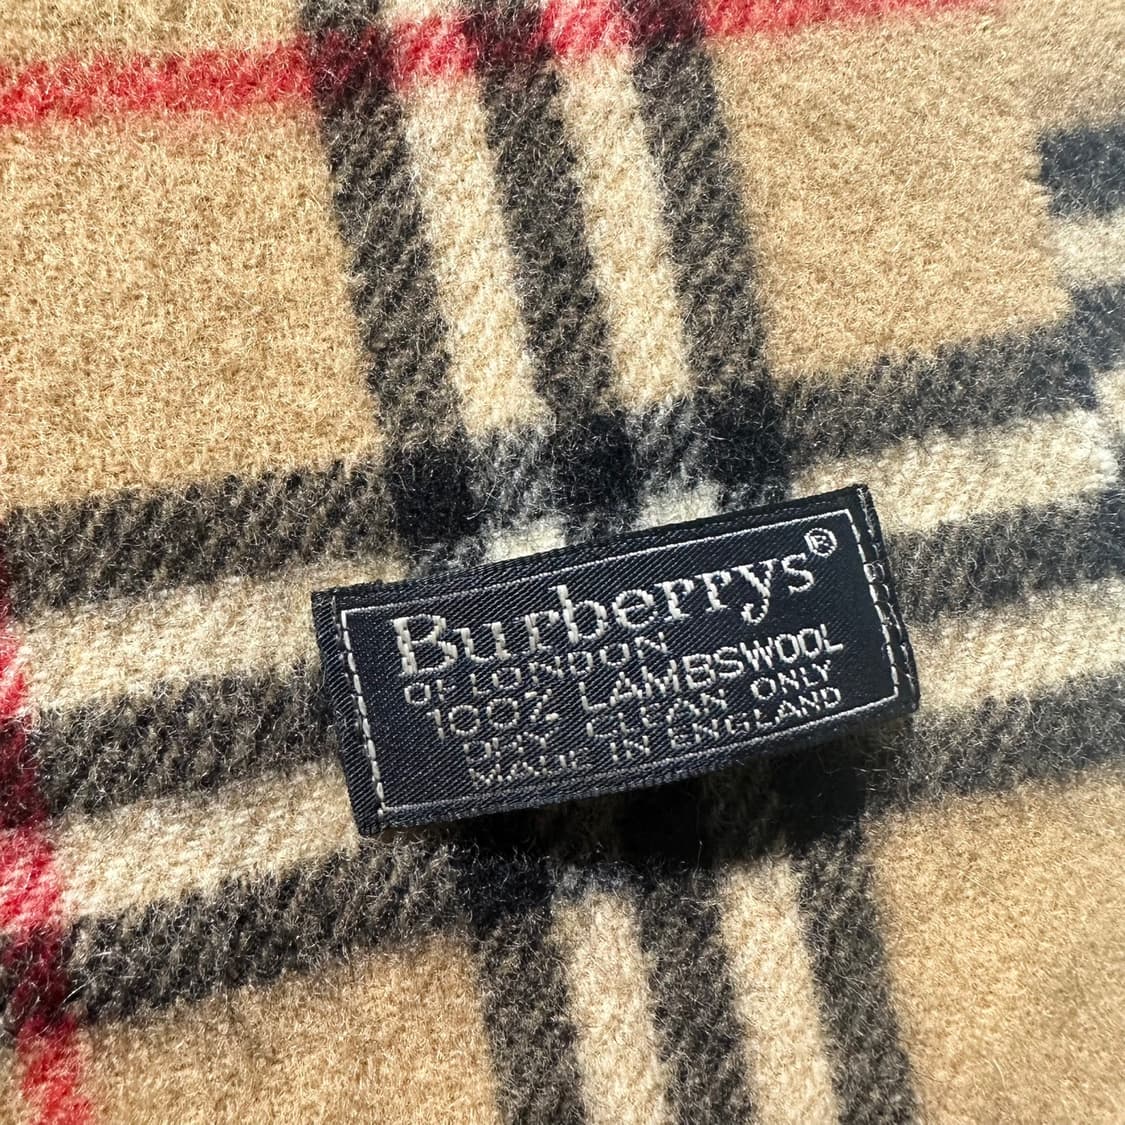 Burberrys®
OF LONDON
100% LAMBSWOOL
DRY CLEAN ONLY
MADE IN ENGLAND